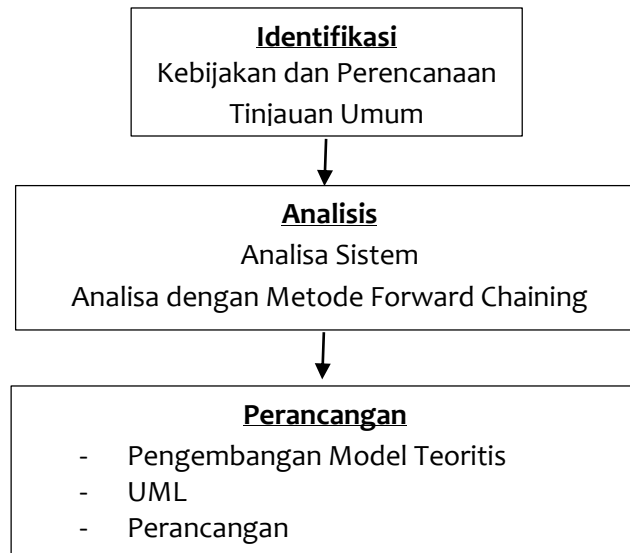 Identifikasi
Kebijakan dan Perencanaan
Tinjauan Umum
Analisis
Analisa Sistem
Analisa dengan Metode Forward Chaining
Perancangan
- Pengembangan Model Teoritis
- UML
- Perancangan